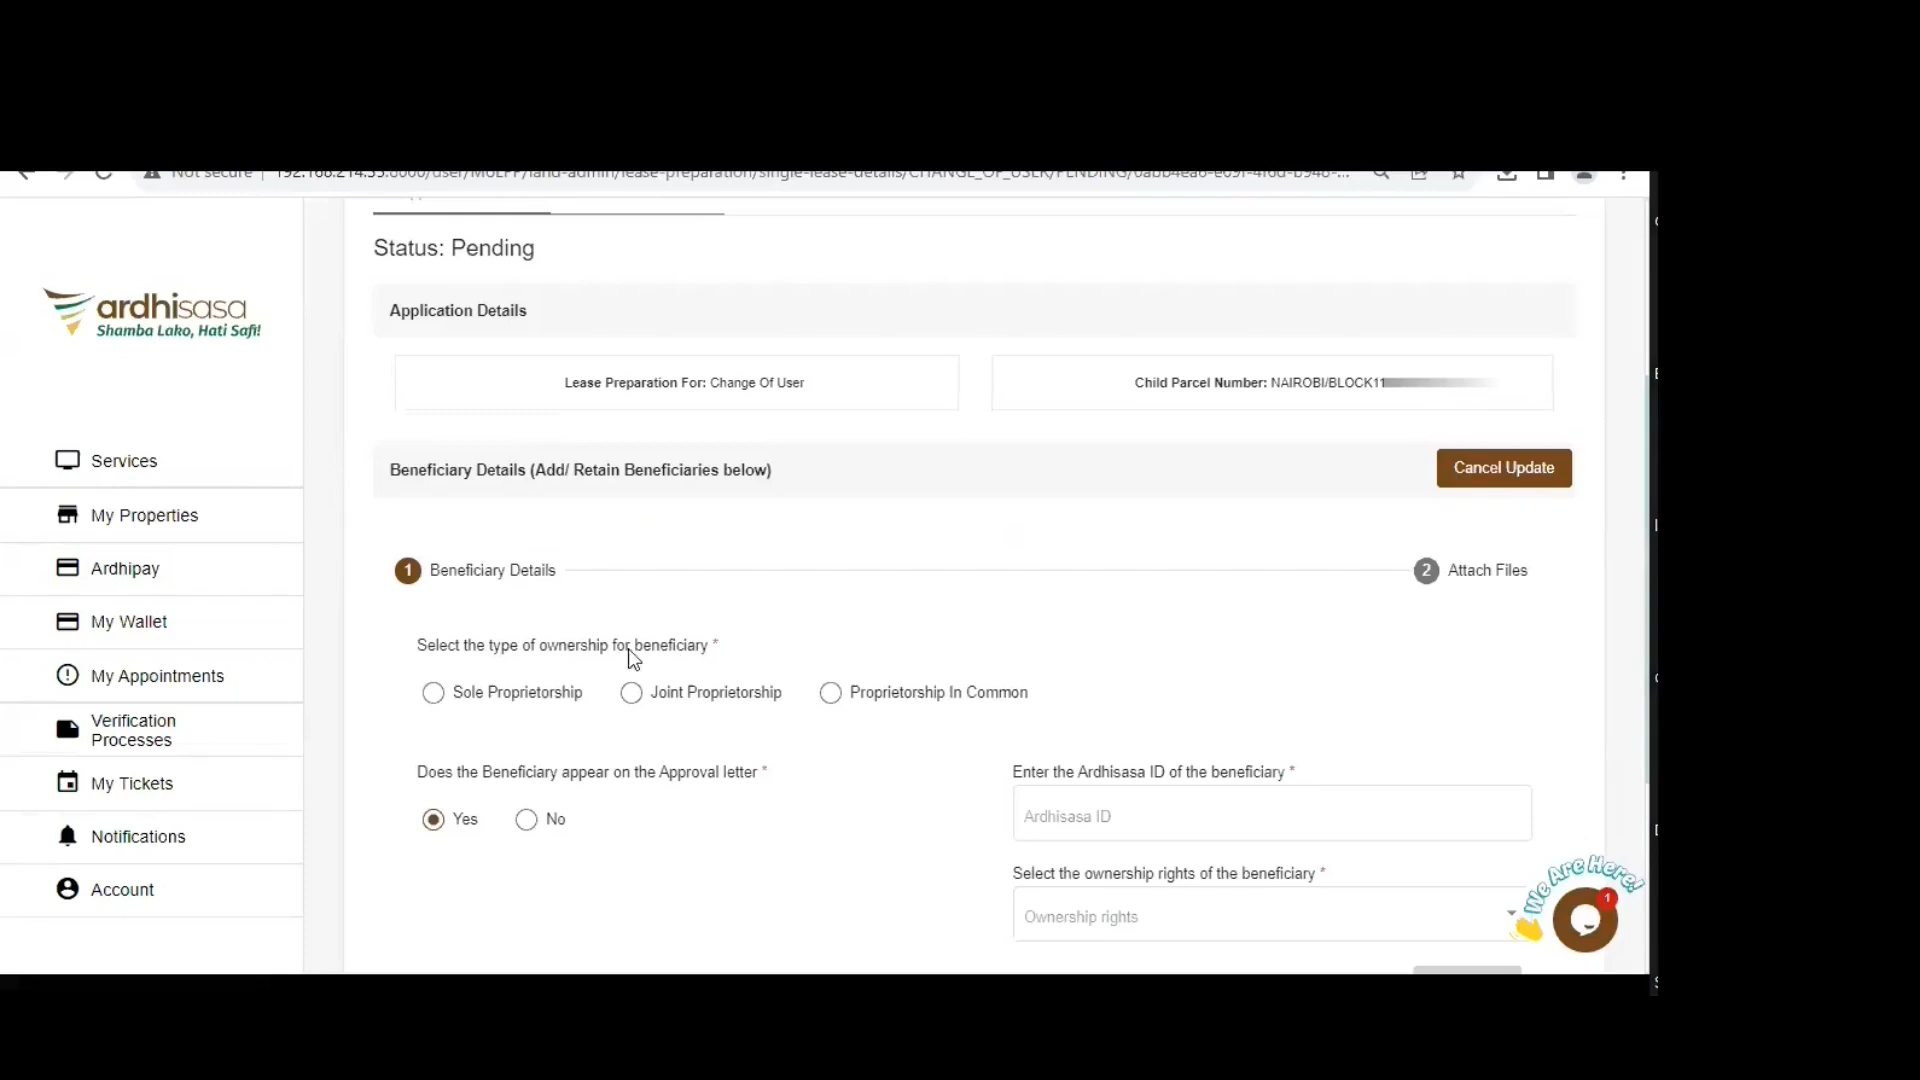 Not secure
Status: Pending
ardhisasa
Shamba Lako, Hati Safi!
Application Details
Lease Preparation For: Change Of User
Child Parcel Number: NAIROBI/BLOCK11
Beneficiary Details (Add/ Retain Beneficiaries below)
Cancel Update
Services
My Properties
Ardhipay
My Wallet
My Appointments
Verification
Processes
My Tickets
Notifications
Account
1 Beneficiary Details
2 Attach Files
Select the type of ownership for beneficiary *
Sole Proprietorship
Joint Proprietorship
Proprietorship In Common
Does the Beneficiary appear on the Approval letter *
Yes
No
Enter the Ardhisasa ID of the beneficiary *
Ardhisasa ID
Select the ownership rights of the beneficiary *
Ownership rights
We Are Here!
1